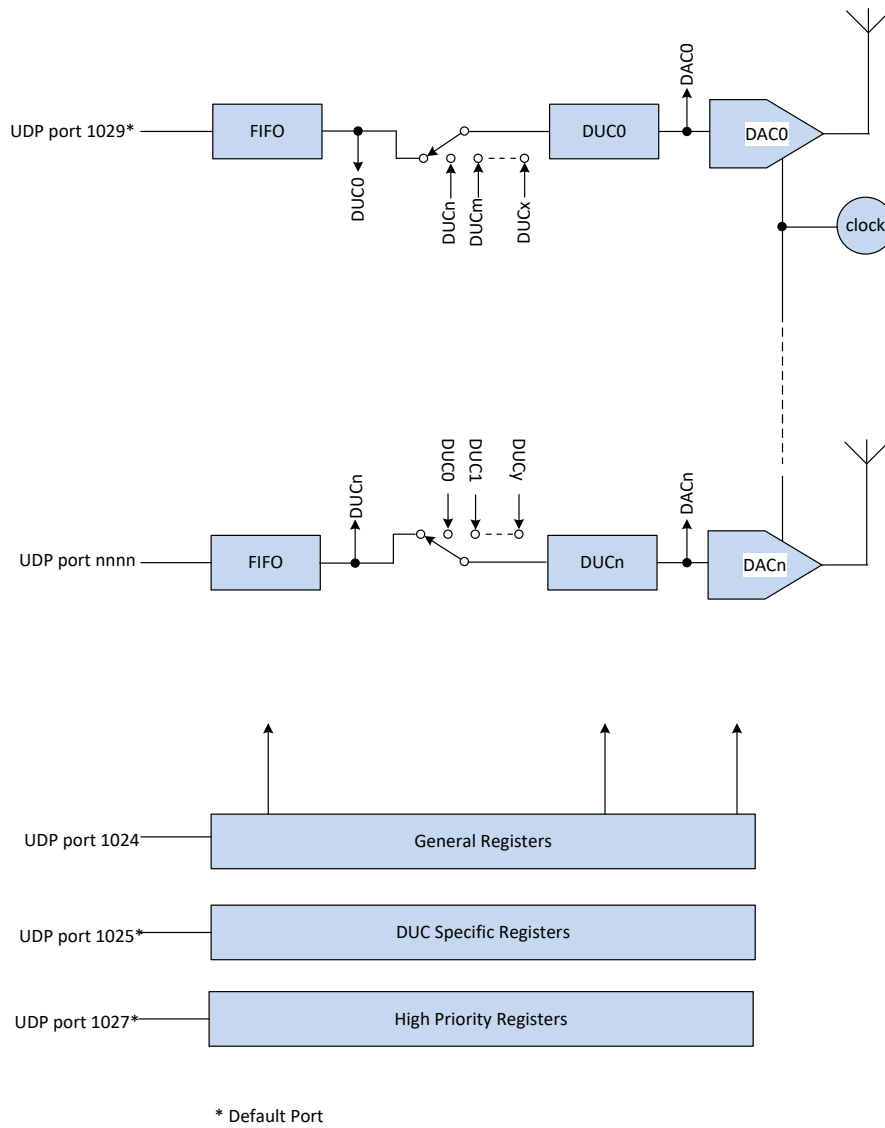 DAC0
UDP port 1029*
FIFO
DUC0
DAC0
DUC0
DUCn
DUCm
DUCx
clock
DUC0
DUC1
DUCy
DUCn
DACn
UDP port nnnn
FIFO
DUCn
DACn
UDP port 1024
General Registers
UDP port 1025*
DUC Specific Registers
UDP port 1027*
High Priority Registers
* Default Port